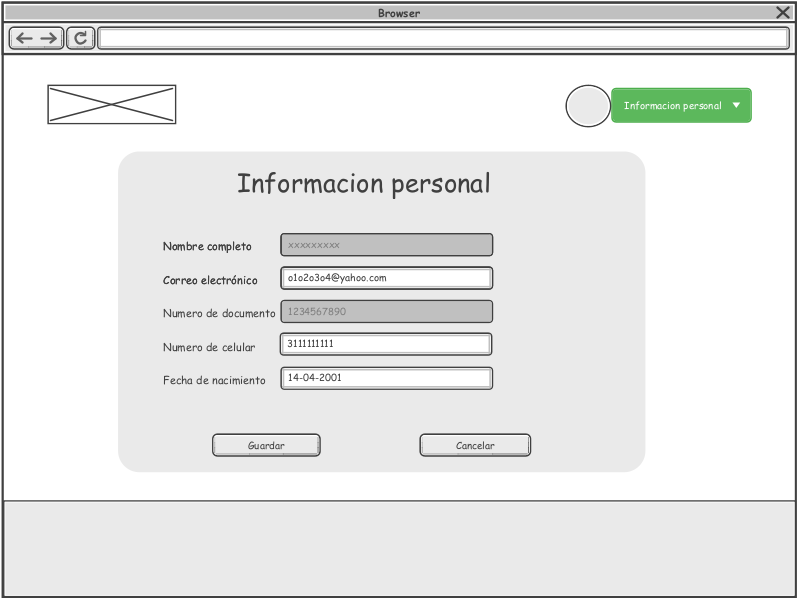 Browser
Informacion personal
Informacion personal
Nombre completo
xxxxxxxxx
Correo electrónico
o1o2o3o4@yahoo.com
Numero de documento
1234567890
Numero de celular
3111111111
Fecha de nacimiento
14-04-2001
Guardar
Cancelar